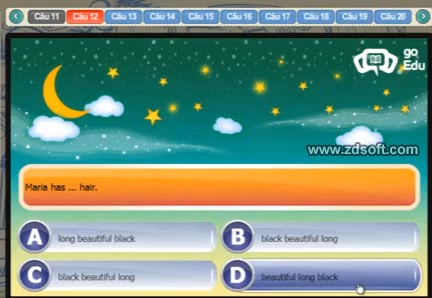 Câu 11 Câu 12 Câu 13 Câu 14 Câu 15 Câu 16 Câu 17 Câu 18 Câu 19 Câu 20
go
Edu
www.zdsoft.com
Maria has ... hair.
A long beautiful black
B black beautiful long
C black beautiful long
D beautiful long black